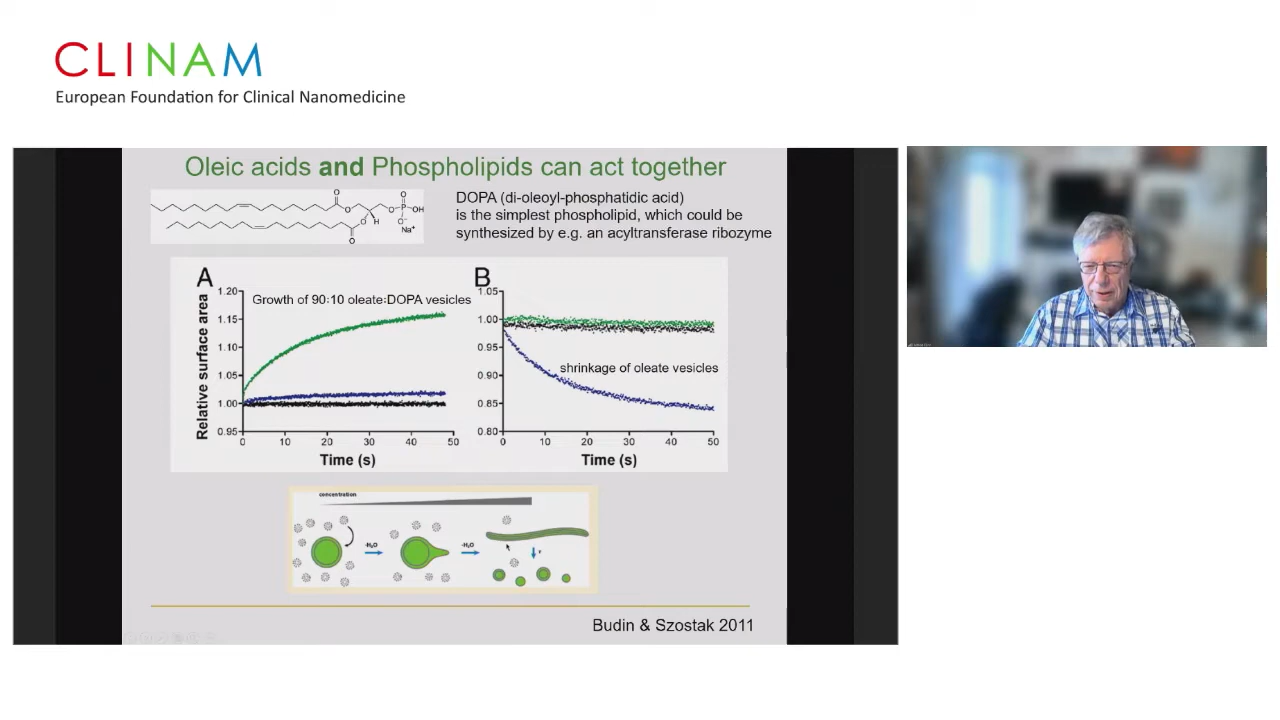 CLINAM
European Foundation for Clinical Nanomedicine
Oleic acids and Phospholipids can act together
O
O
O
O
O
P
OH
O⁻
Na⁺
H
DOPA (di-oleoyl-phosphatidic acid)
is the simplest phospholipid, which could be
synthesized by e.g. an acyltransferase ribozyme
A
Growth of 90:10 oleate:DOPA vesicles
Relative surface area
1.20
1.15
1.10
1.05
1.00
0.95
0
10
20
30
40
50
Time (s)
B
shrinkage of oleate vesicles
1.05
1.00
0.95
0.90
0.85
0.80
0
10
20
30
40
50
Time (s)
concentration
-H₂O
-H₂O
Budin & Szostak 2011